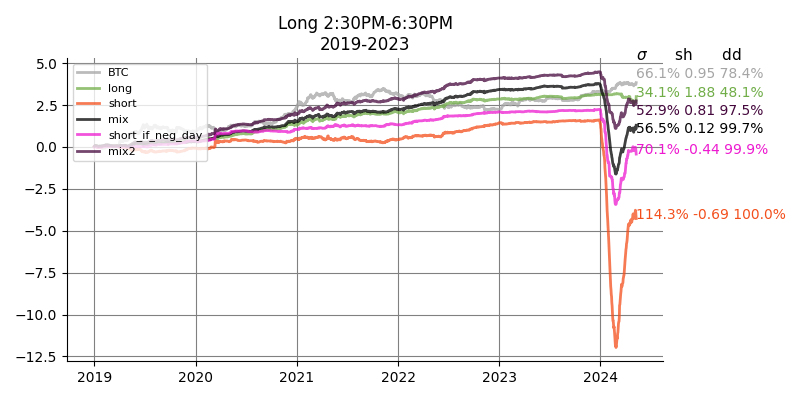 Long 2:30PM-6:30PM
2019-2023
σ sh dd
5.0
2.5
0.0
−2.5
−5.0
−7.5
−10.0
−12.5
BTC
long
short
mix
short_if_neg_day
mix2
66.1% 0.95 78.4%
34.1% 1.88 48.1%
52.9% 0.81 97.5%
56.5% 0.12 99.7%
70.1% -0.44 99.9%
114.3% -0.69 100.0%
2019 2020 2021 2022 2023 2024